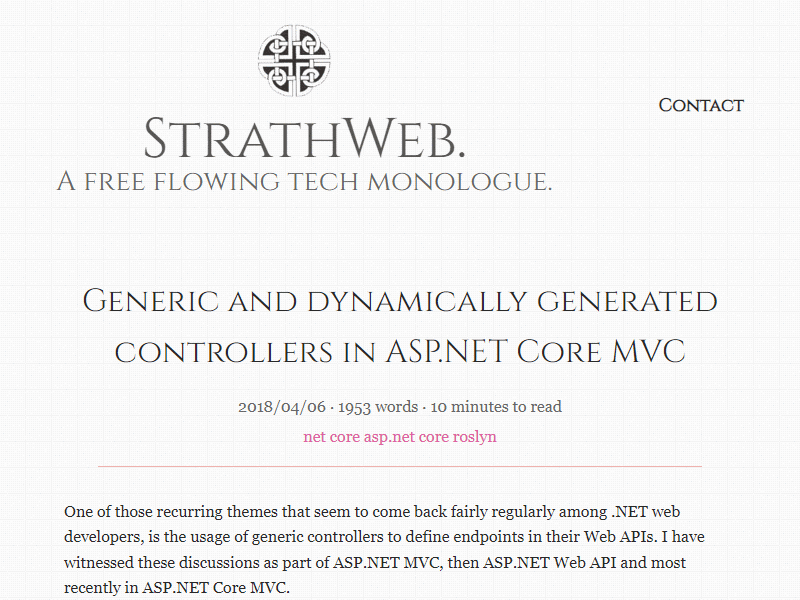 StrathWeb.
A free flowing tech monologue.
Contact
Generic and dynamically generated
controllers in ASP.NET Core MVC
2018/04/06 · 1953 words · 10 minutes to read
net core asp.net core roslyn
One of those recurring themes that seem to come back fairly regularly among .NET web
developers, is the usage of generic controllers to define endpoints in their Web APIs. I have
witnessed these discussions as part of ASP.NET MVC, then ASP.NET Web API and most
recently in ASP.NET Core MVC.